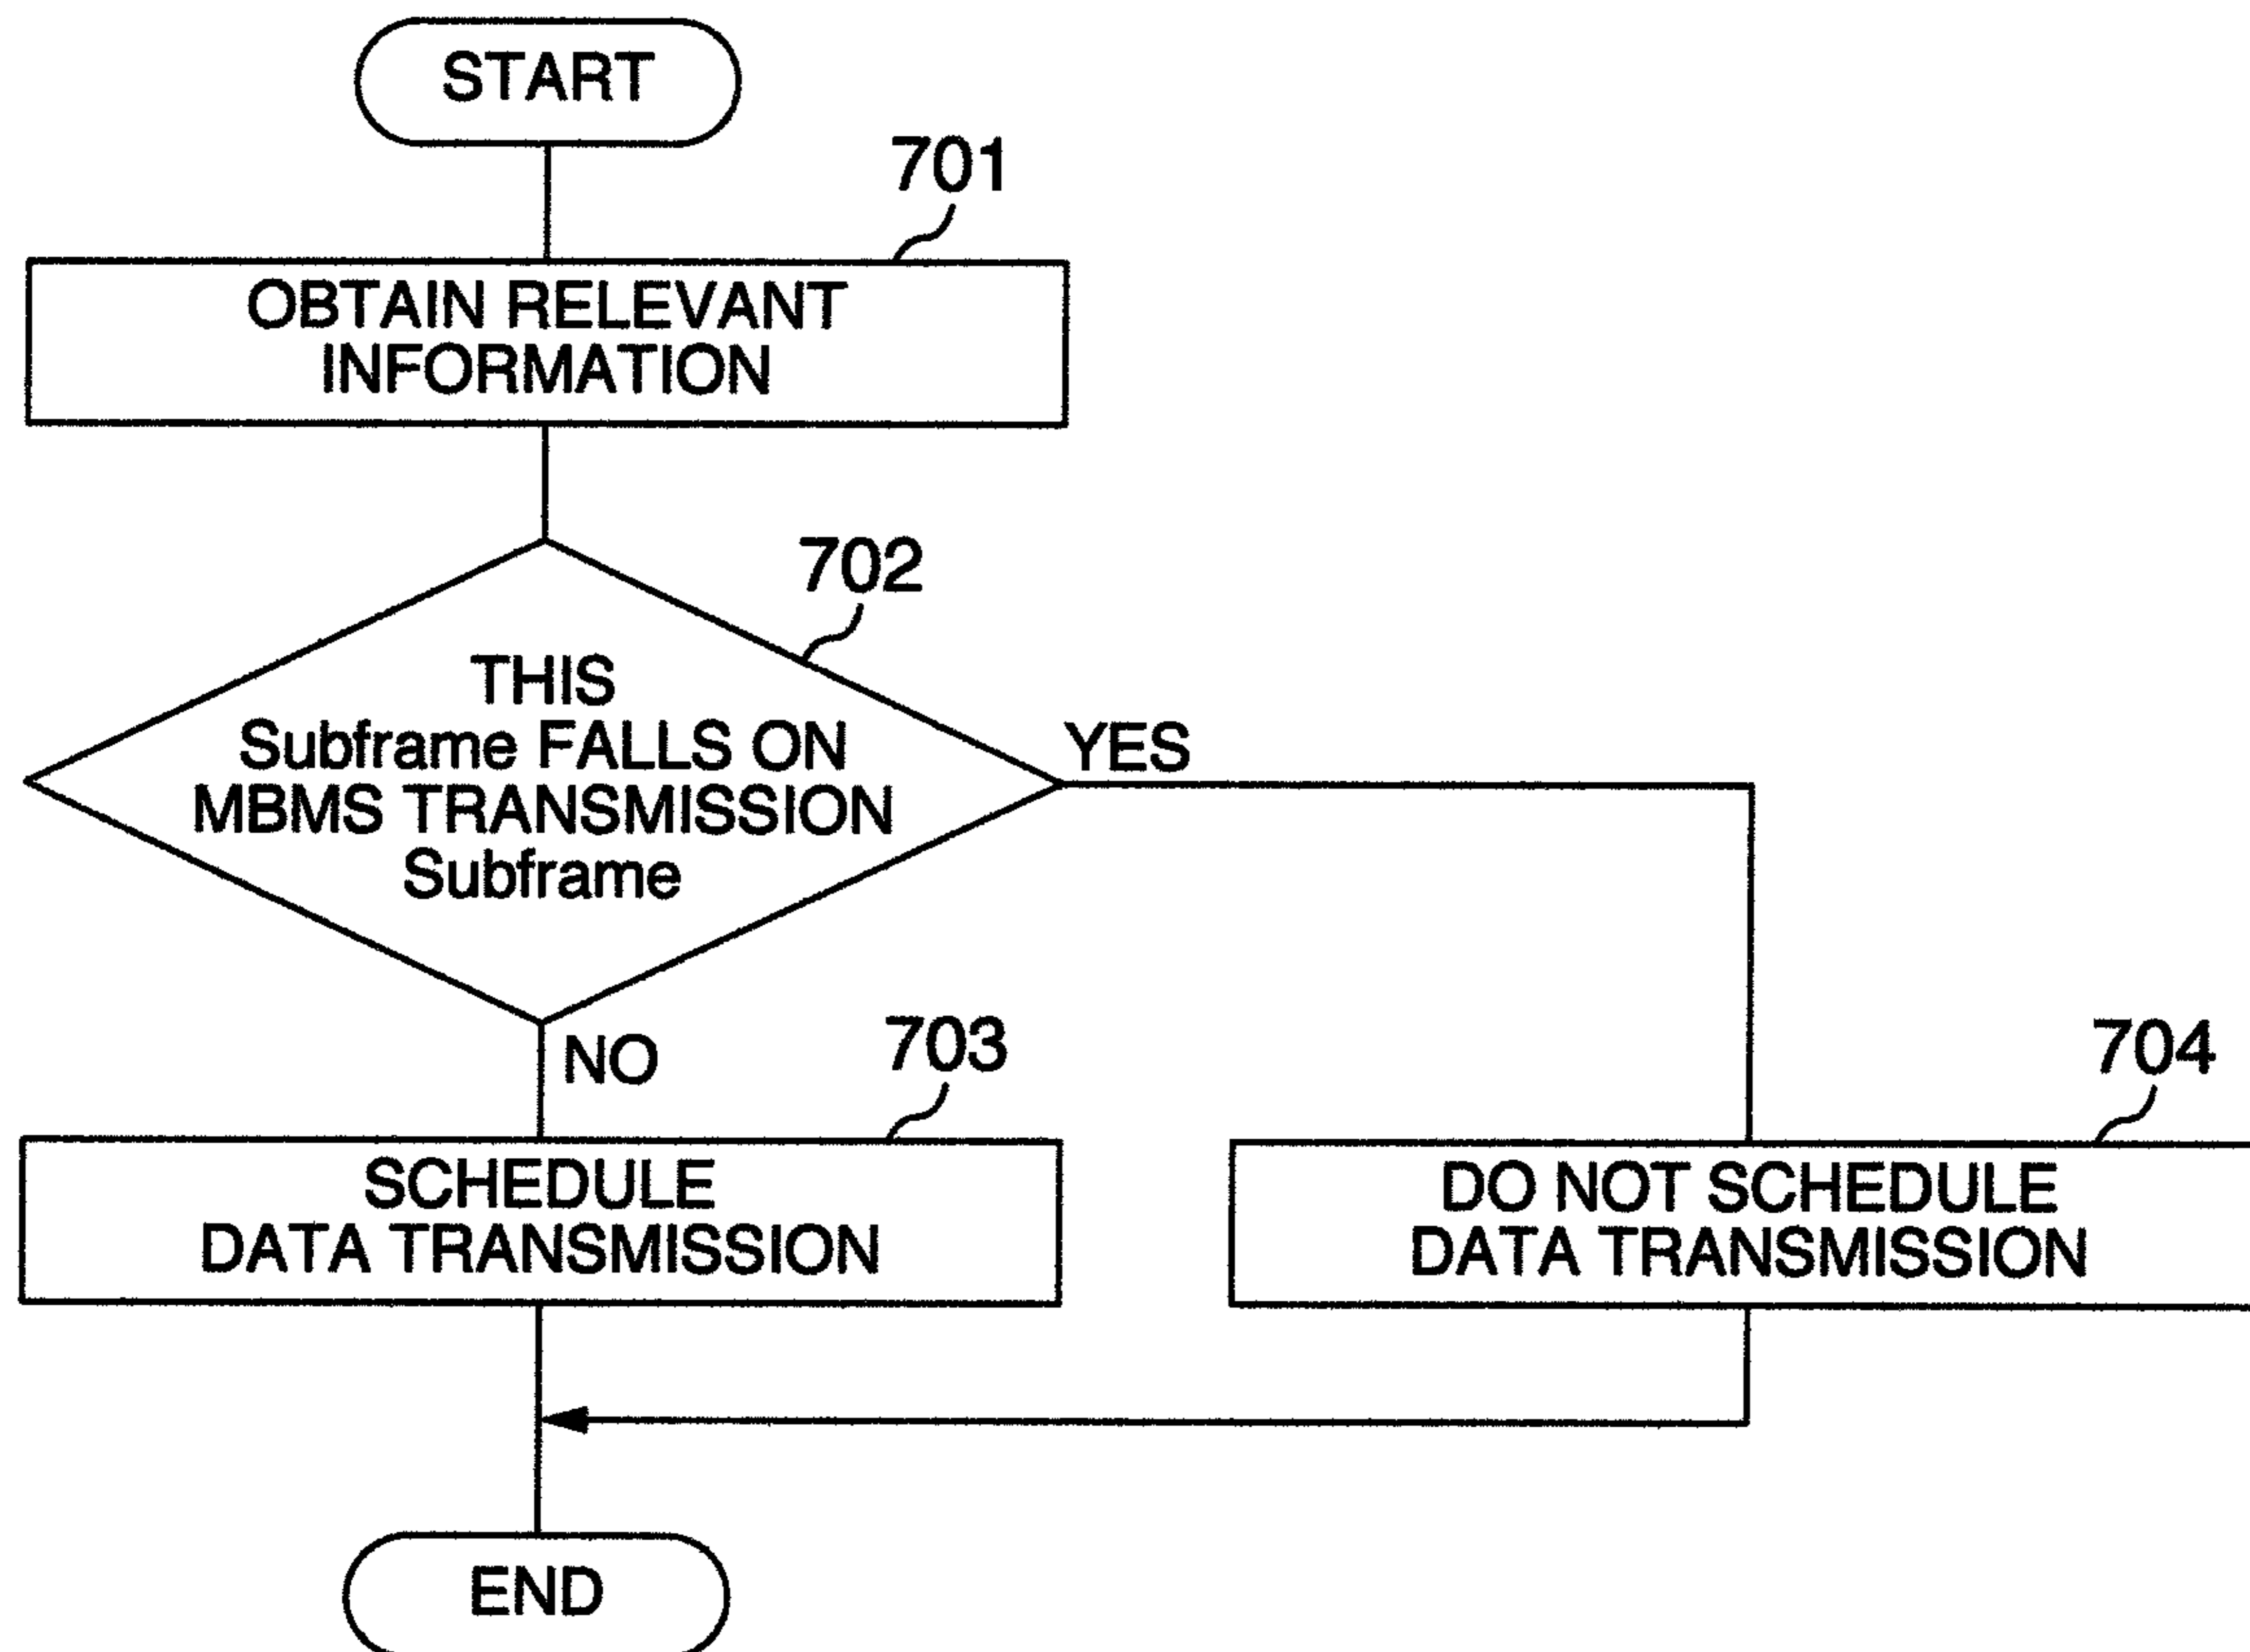 START
701
OBTAIN RELEVANT
INFORMATION
702
THIS
Subframe FALLS ON
MBMS TRANSMISSION
Subframe
YES
NO
703
SCHEDULE
DATA TRANSMISSION
704
DO NOT SCHEDULE
DATA TRANSMISSION
END